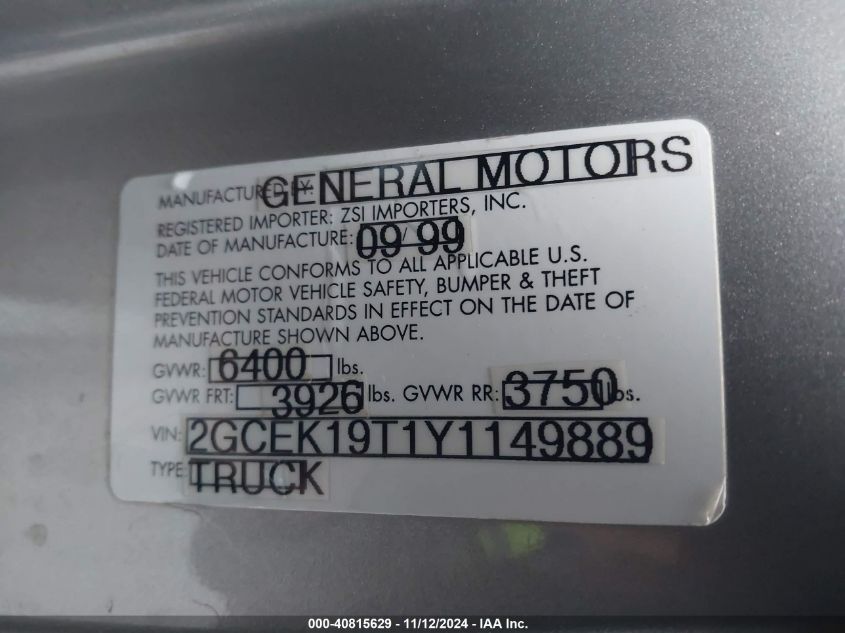 MANUFACTURED BY: GENERAL MOTORS
REGISTERED IMPORTER: ZSI IMPORTERS, INC.
DATE OF MANUFACTURE: 09/99
THIS VEHICLE CONFORMS TO ALL APPLICABLE U.S.
FEDERAL MOTOR VEHICLE SAFETY, BUMPER & THEFT
PREVENTION STANDARDS IN EFFECT ON THE DATE OF
MANUFACTURE SHOWN ABOVE.
GVWR: 6400 lbs.
GVWR FRT: 3926 lbs. GVWR RR: 3750 lbs.
VIN: 2GCEK19T1Y1149889
TYPE: TRUCK
000-40815629 - 11/12/2024 - IAA Inc.